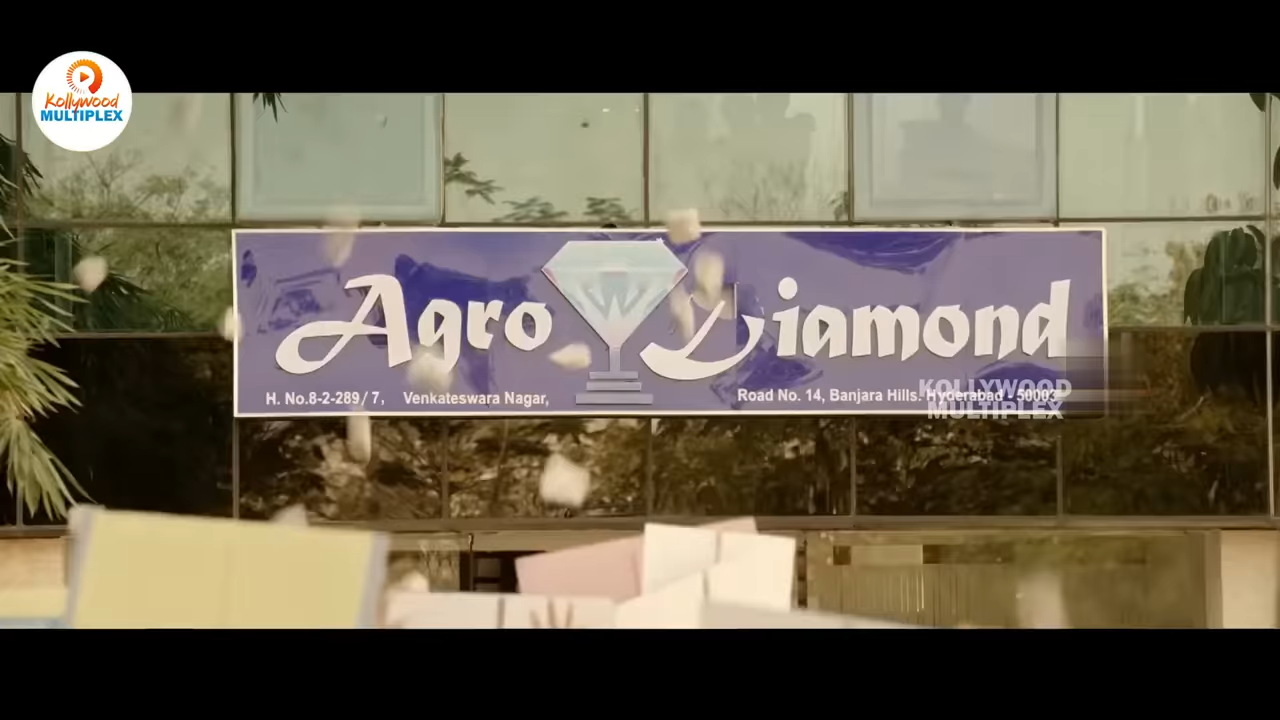 Kollywood
MULTIPLEX
Agro Diamond
H. No.8-2-289/ 7, Venkateswara Nagar,
Road No. 14, Banjara Hills. Hyderabad - 50003
KOLLYWOOD
MULTIPLEX